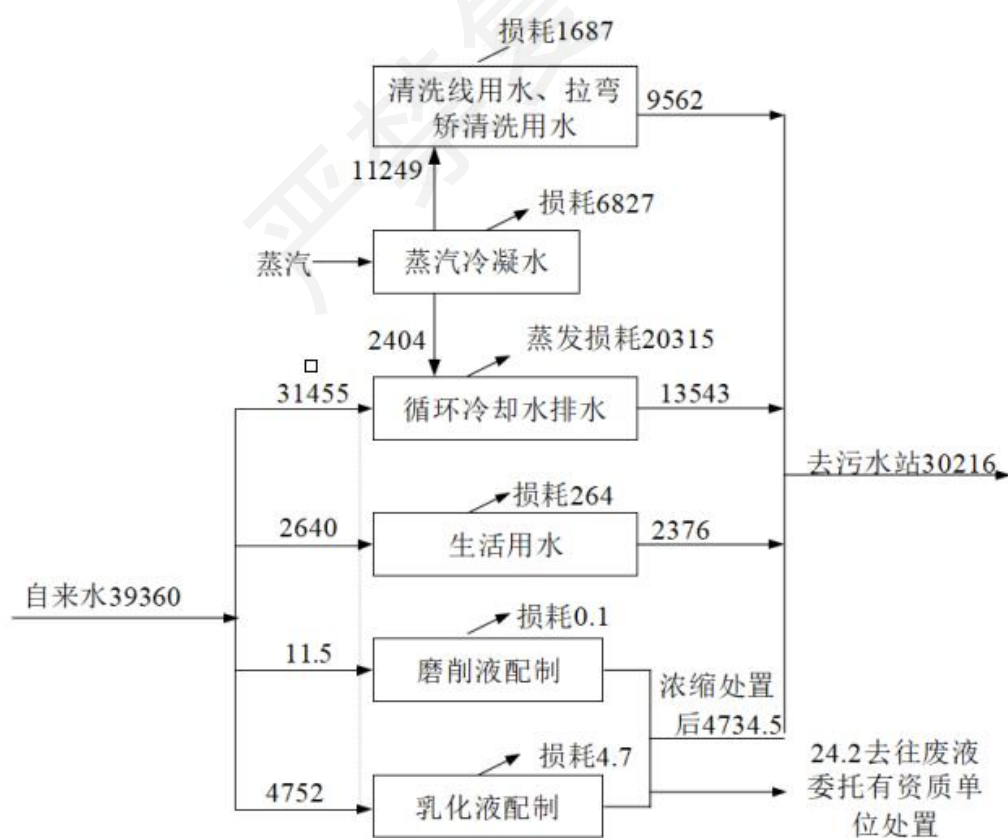 损耗1687
清洗线用水、拉弯
矫清洗用水
9562
11249
损耗6827
蒸汽
蒸汽冷凝水
2404
蒸发损耗20315
31455
循环冷却水排水
13543
去污水站30216
损耗264
2640
生活用水
2376
自来水39360
损耗0.1
11.5
磨削液配制
浓缩处置
后4734.5
损耗4.7
4752
乳化液配制
24.2去往废液
委托有资质单
位处置